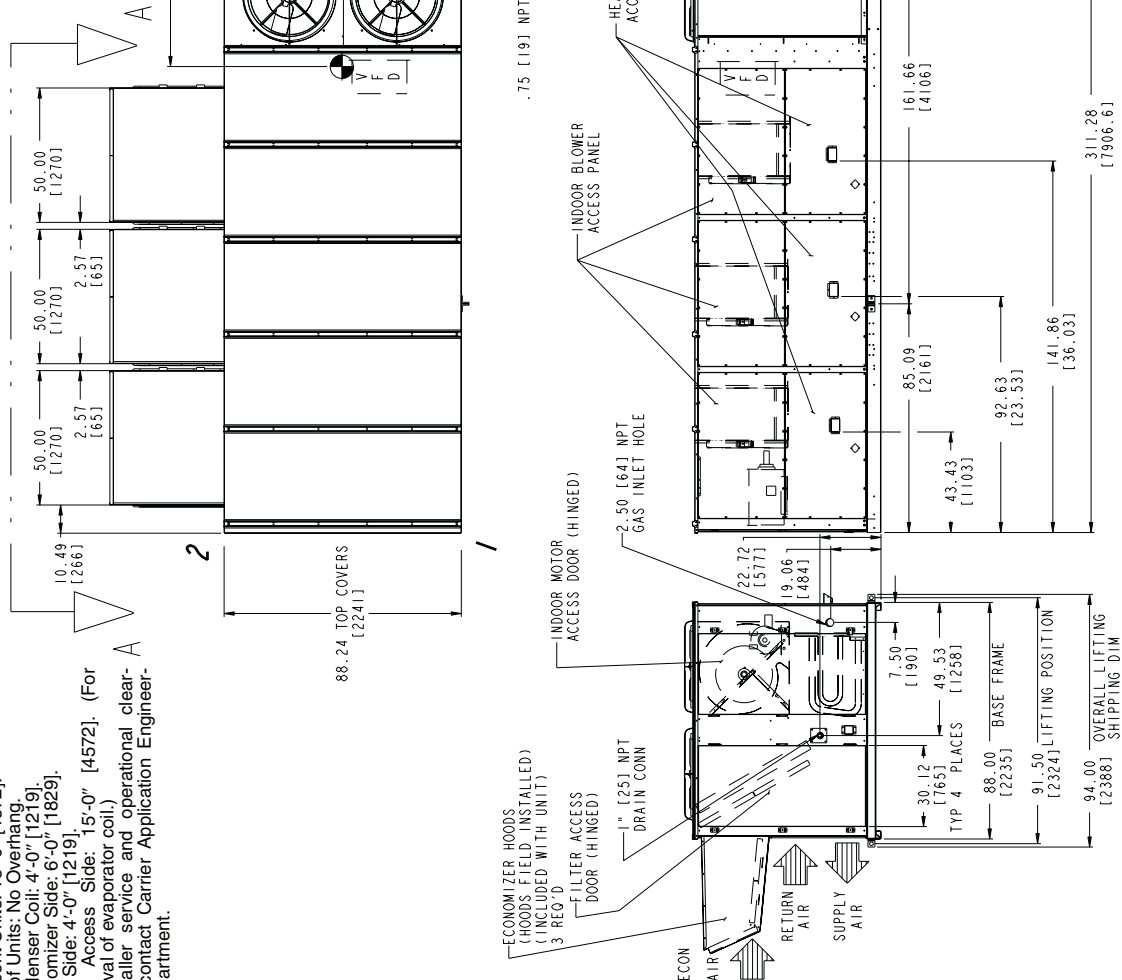 of Units: No Overhang.
denser Coil: 4′-0″ [1219].
omizer Side: 6′-0″ [1829].
Side: 4′-0″ [1219].
Access Side: 15′-0″ [4572]. (For
val of evaporator coil.)
aller service and operational clear-
contact Carrier Application Engineer-
artment.
A
A
50.00
[1270]
50.00
[1270]
50.00
[1270]
2.57
[65]
2.57
[65]
10.49
[266]
2
1
88.24 TOP COVERS
[2241]
V
F
D
.75 [19] NPT
INDOOR BLOWER
ACCESS PANEL
V
F
D
161.66
[4106]
311.28
[7906.6]
141.86
[36.03]
85.09
[2161]
92.63
[23.53]
43.43
[1103]
2.50 [64] NPT
GAS INLET HOLE
INDOOR MOTOR
ACCESS DOOR (HINGED)
22.72
[577]
19.06
[484]
ECONOMIZER HOODS
(HOODS FIELD INSTALLED)
(INCLUDED WITH UNIT)
3 REQ'D
FILTER ACCESS
DOOR (HINGED)
1" [25] NPT
DRAIN CONN
7.50
[190]
49.53
[1258]
30.12
[765]
TYP 4 PLACES
88.00
[2235]
BASE FRAME
91.50
[2324]
LIFTING POSITION
94.00
[2388]
OVERALL LIFTING
SHIPPING DIM
RETURN
AIR
SUPPLY
AIR
ECON
AIR